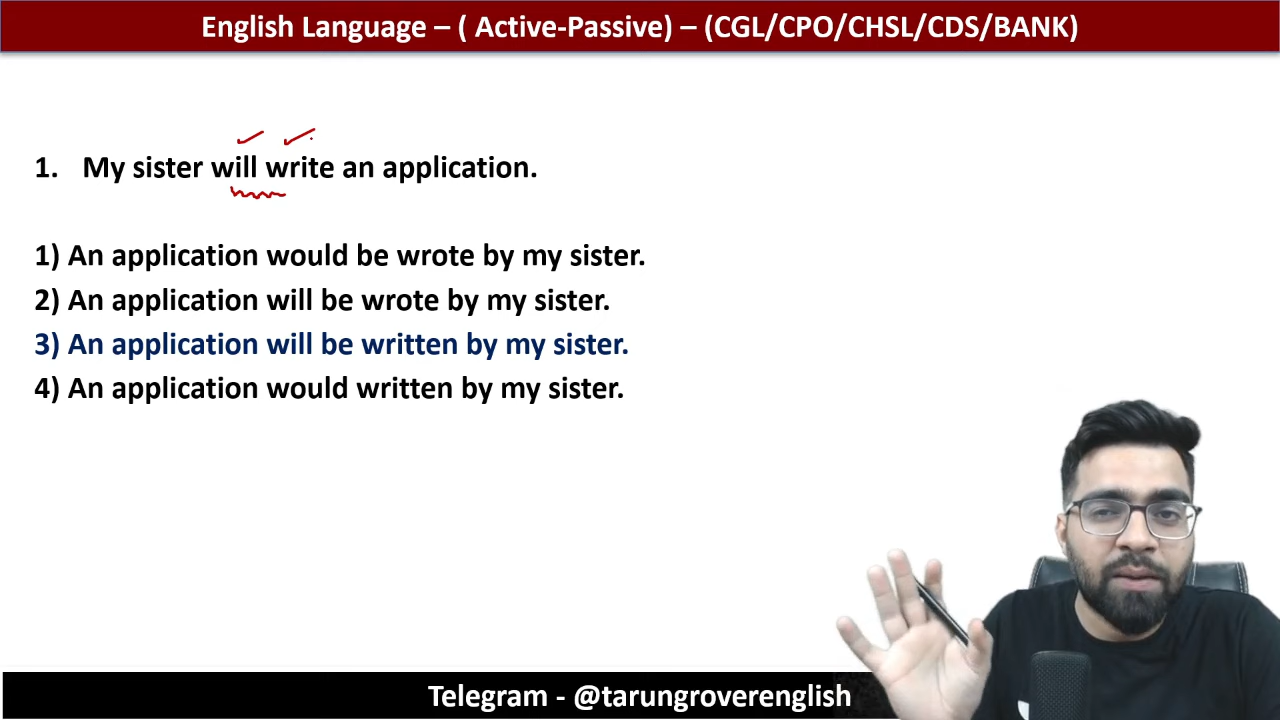 English Language – ( Active-Passive) – (CGL/CPO/CHSL/CDS/BANK)
1. My sister will write an application.
1) An application would be wrote by my sister.
2) An application will be wrote by my sister.
3) An application will be written by my sister.
4) An application would written by my sister.
Telegram - @tarungroverenglish